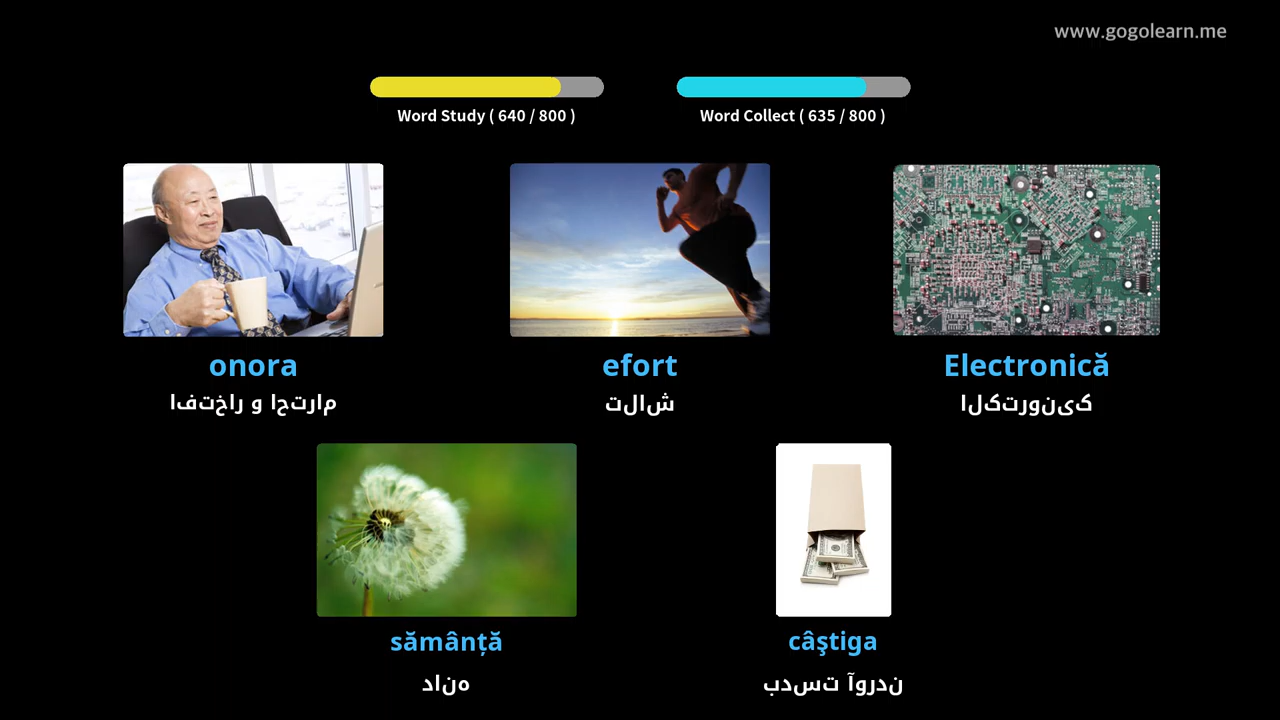 www.gogolearn.me
Word Study ( 640 / 800 )
Word Collect ( 635 / 800 )
onora
efort
Electronică
افتخار و احترام
تلاش
الکترونیک
sămânță
câştiga
دانه
بدست آوردن